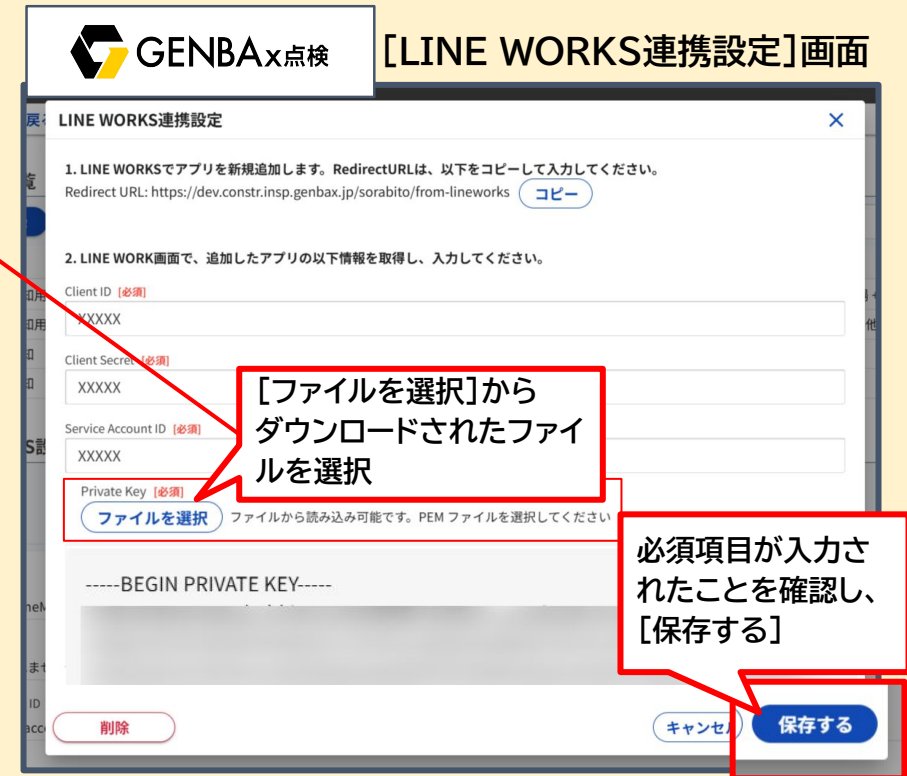 GENBAx点検
[LINE WORKS連携設定]画面
戻る
LINE WORKS連携設定
1. LINE WORKSでアプリを新規追加します。RedirectURLは、以下をコピーして入力してください。
Redirect URL: https://dev.constr.insp.genbax.jp/sorabito/from-lineworks
コピー
2. LINE WORK画面で、追加したアプリの以下情報を取得し、入力してください。
Client ID [必須]
XXXXX
Client Secret [必須]
XXXXX
Service Account ID [必須]
XXXXX
[ファイルを選択]から
ダウンロードされたファイ
ルを選択
Private Key [必須]
ファイルを選択 ファイルから読み込み可能です。PEM ファイルを選択してください
-----BEGIN PRIVATE KEY-----
必須項目が入力さ
れたことを確認し、
[保存する]
ID
acc
削除
キャンセル
保存する